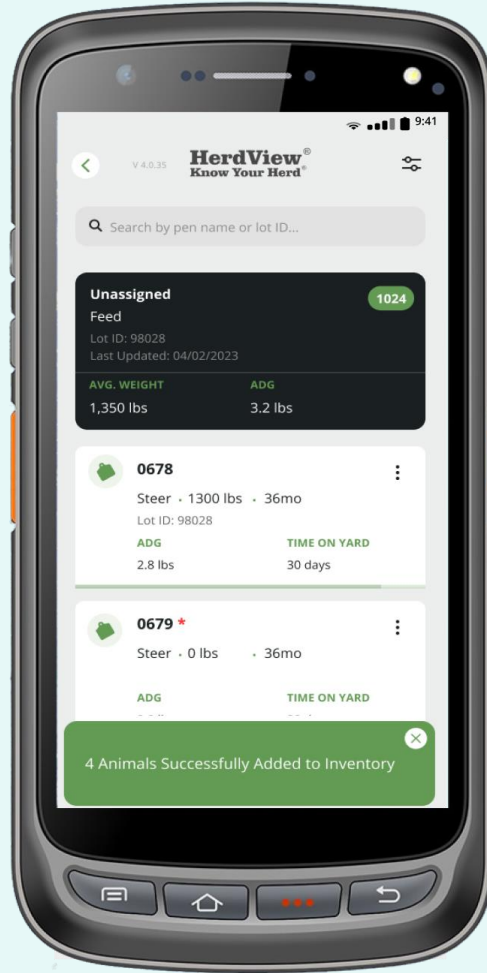 9:41
V 4.0.35
HerdView®
Know Your Herd®
Search by pen name or lot ID...
Unassigned
1024
Feed
Lot ID: 98028
Last Updated: 04/02/2023
AVG. WEIGHT ADG
1,350 lbs 3.2 lbs
0678
Steer · 1300 lbs · 36mo
Lot ID: 98028
ADG TIME ON YARD
2.8 lbs 30 days
0679 *
Steer · 0 lbs · 36mo
ADG TIME ON YARD
4 Animals Successfully Added to Inventory